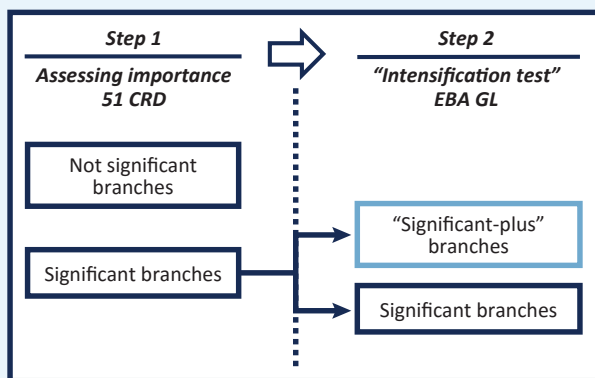 Step 1
Assessing importance
51 CRD
Not significant
branches
Significant branches
Step 2
“Intensification test”
EBA GL
“Significant-plus”
branches
Significant branches